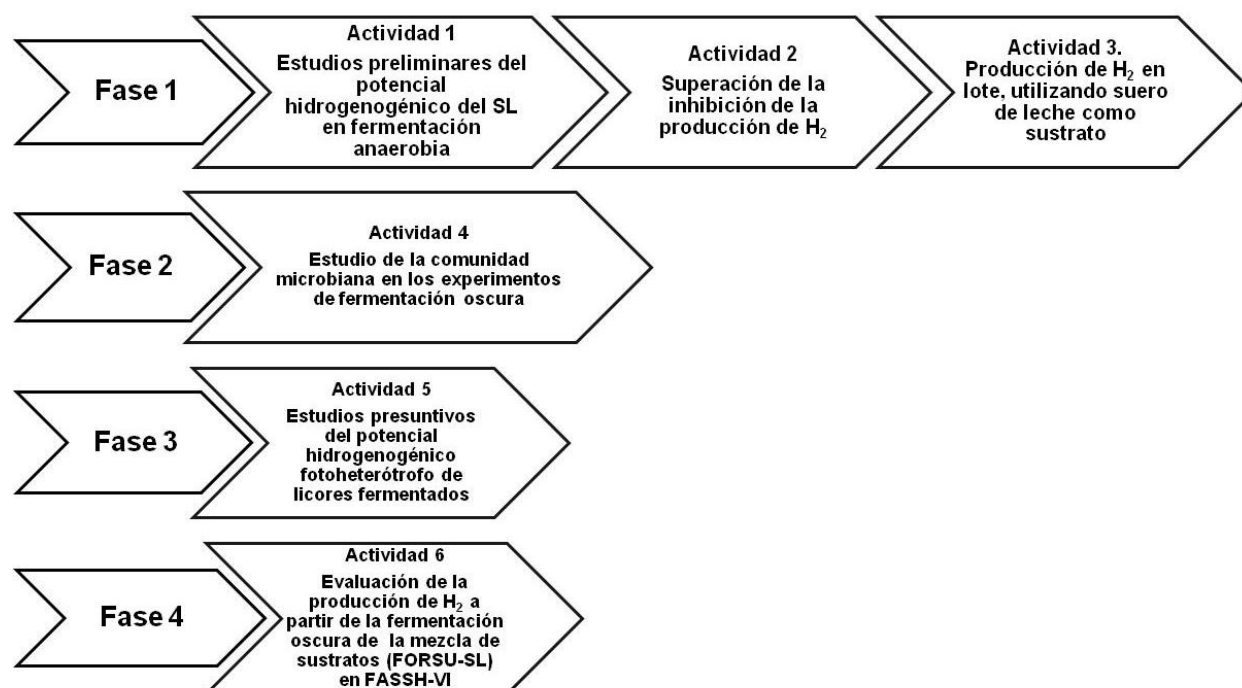 Fase 1
Actividad 1
Estudios preliminares del
potencial
hidrogenogénico del SL
en fermentación
anaerobia
Actividad 2
Superación de la
inhibición de la
producción de H₂
Actividad 3.
Producción de H₂ en
lote, utilizando suero
de leche como
sustrato
Fase 2
Actividad 4
Estudio de la comunidad
microbiana en los experimentos
de fermentación oscura
Fase 3
Actividad 5
Estudios presuntivos
del potencial
hidrogenogénico
fotoheterótrofo de
licores fermentados
Fase 4
Actividad 6
Evaluación de la
producción de H₂ a
partir de la fermentación
oscura de la mezcla de
sustratos (FORSU-SL)
en FASSH-VI